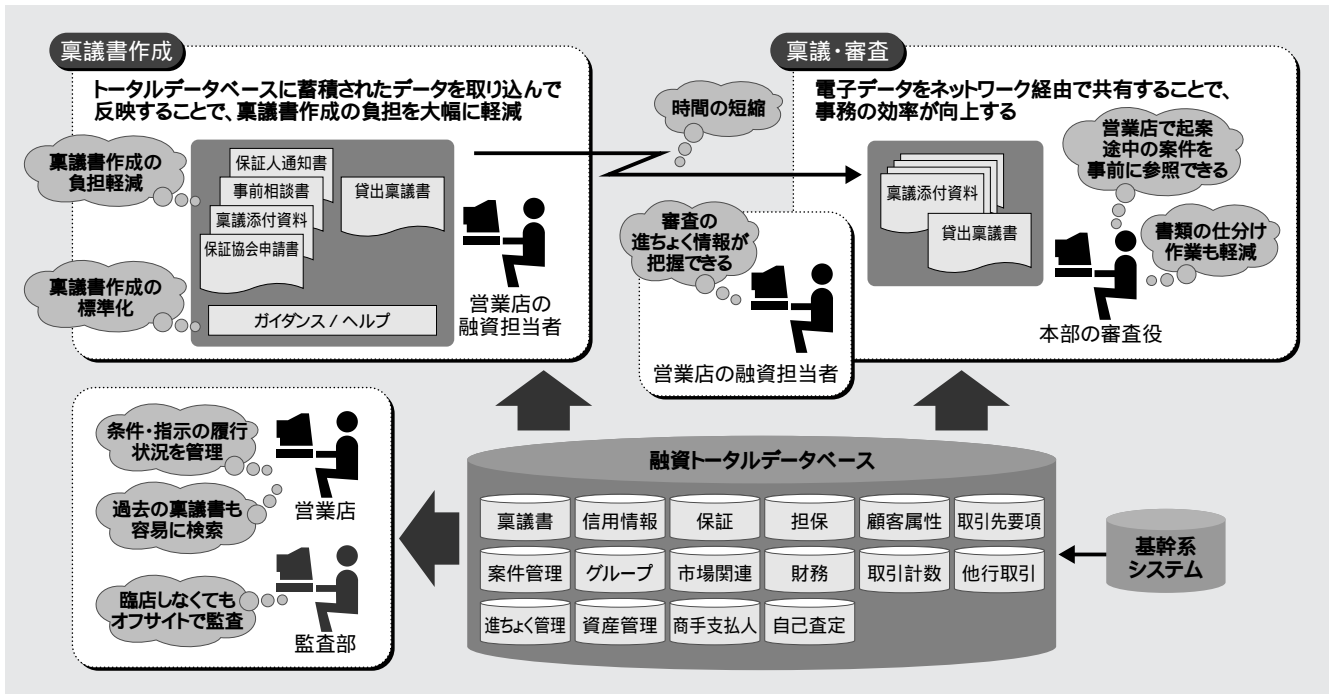 稟議書作成
トータルデータベースに蓄積されたデータを取り込んで
反映することで、稟議書作成の負担を大幅に軽減
稟議書作成の
負担軽減
稟議書作成の
標準化
保証人通知書
事前相談書
稟議添付資料
保証協会申請書
貸出稟議書
ガイダンス / ヘルプ
営業店の
融資担当者
時間の短縮
審査の
進ちょく情報が
把握できる
営業店の融資担当者
稟議・審査
電子データをネットワーク経由で共有することで、
事務の効率が向上する
稟議添付資料
貸出稟議書
営業店で起案
途中の案件を
事前に参照できる
書類の仕分け
作業も軽減
本部の審査役
条件・指示の履行
状況を管理
過去の稟議書も
容易に検索
営業店
臨店しなくても
オフサイトで監査
監査部
融資トータルデータベース
稟議書
信用情報
保証
担保
顧客属性
取引先要項
案件管理
グループ
市場関連
財務
取引計数
他行取引
進ちょく管理
資産管理
商手支払人
自己査定
基幹系
システム